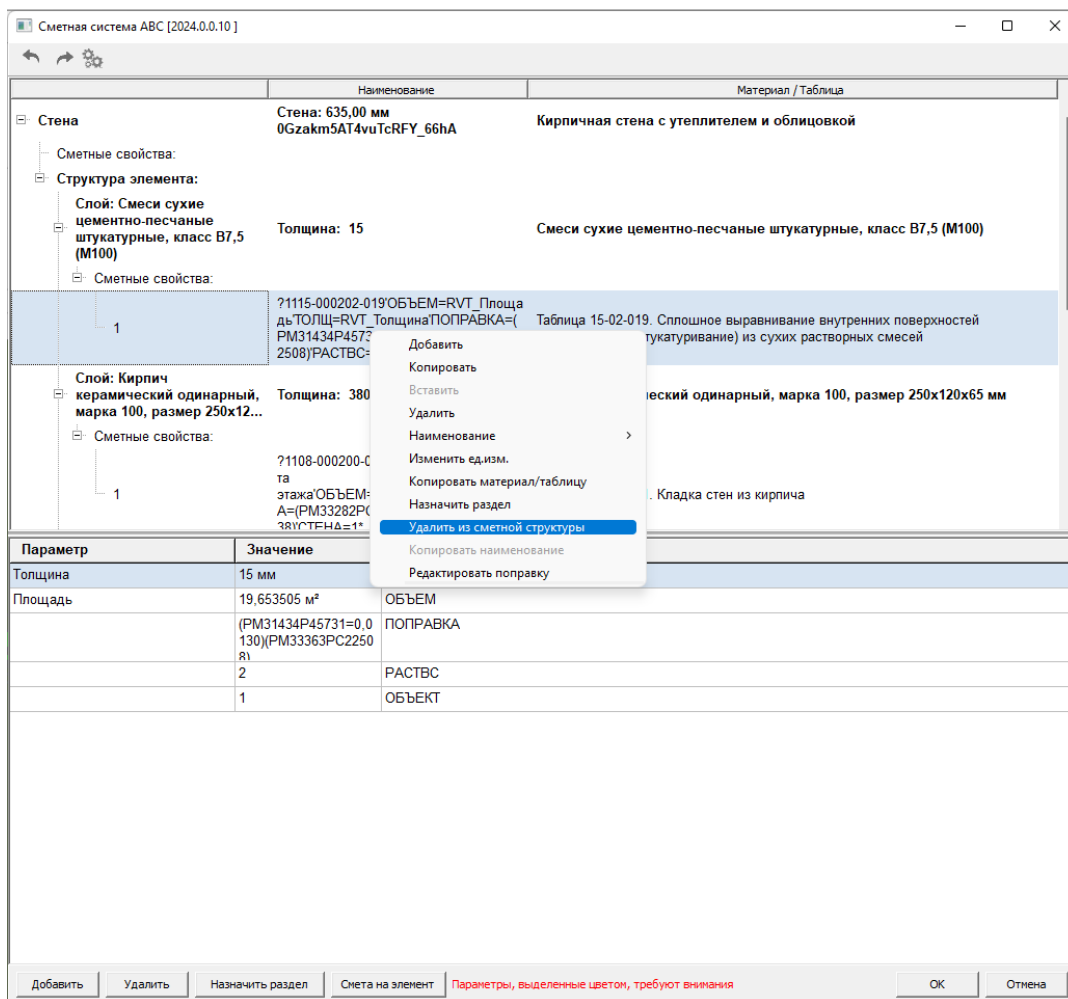 Сметная система ABC [2024.0.0.10 ]
Наименование
Материал / Таблица
Стена
Стена: 635,00 мм
0Gzakm5AT4vuTcRFY_66hA
Кирпичная стена с утеплителем и облицовкой
Сметные свойства:
Структура элемента:
Слой: Смеси сухие
цементно-песчаные
штукатурные, класс В7,5
(М100)
Толщина: 15
Смеси сухие цементно-песчаные штукатурные, класс В7,5 (М100)
Сметные свойства:
1
?1115-000202-019'ОБЪЕМ=RVT_Площа
дь'ТОЛЩ=RVT_Толщина'ПОПРАВКА=(
PM31434P4573
2508)'РАСТВС=
Таблица 15-02-019. Сплошное выравнивание внутренних поверхностей
тукатуривание) из сухих растворных смесей
Слой: Кирпич
керамический одинарный,
марка 100, размер 250x12...
Толщина: 380
ческий одинарный, марка 100, размер 250x120x65 мм
Сметные свойства:
1
?1108-000200-0
та
этажа'ОБЪЕМ=
А=(PM33282PC
38)'СТЕНА=1*
. Кладка стен из кирпича
Добавить
Копировать
Вставить
Удалить
Наименование
Изменить ед.изм.
Копировать материал/таблицу
Назначить раздел
Удалить из сметной структуры
Копировать наименование
Редактировать поправку
Параметр
Значение
Толщина
15 мм
Площадь
19,653505 м²
ОБЪЕМ
(PM31434P45731=0,0
130)(PM33363PC2250
8)
ПОПРАВКА
2
РАСТВС
1
ОБЪЕКТ
Добавить
Удалить
Назначить раздел
Смета на элемент
Параметры, выделенные цветом, требуют внимания
ОК
Отмена